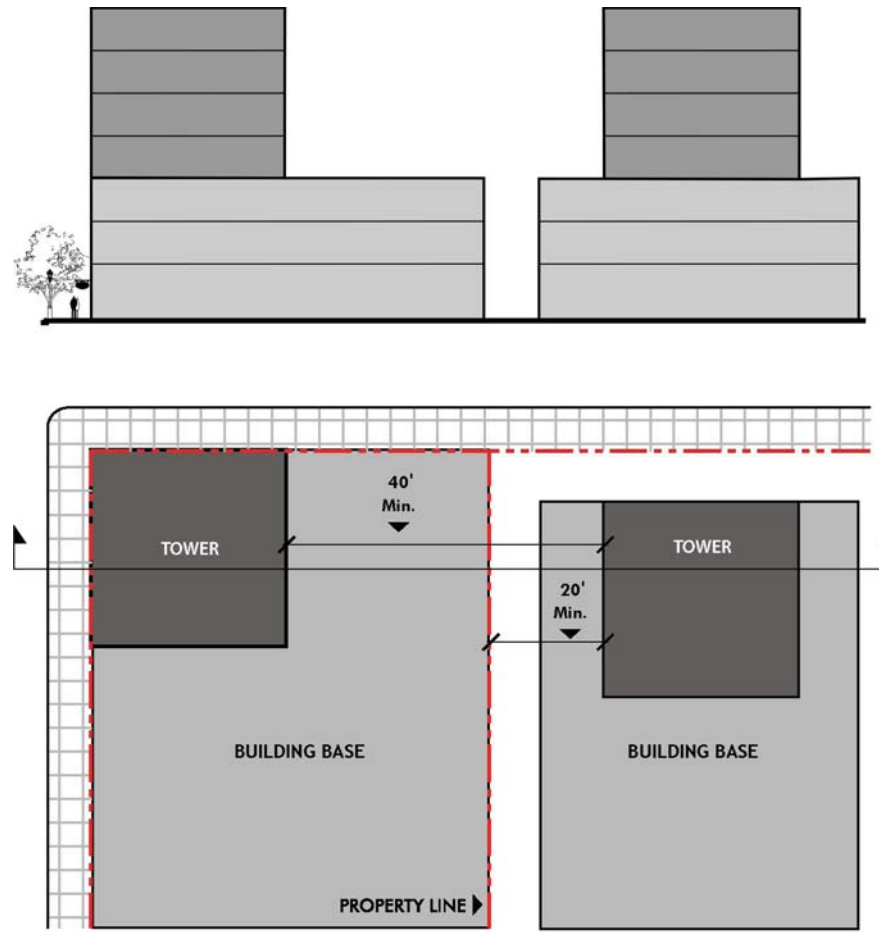 40'
Min.
TOWER
TOWER
20'
Min.
BUILDING BASE
BUILDING BASE
PROPERTY LINE